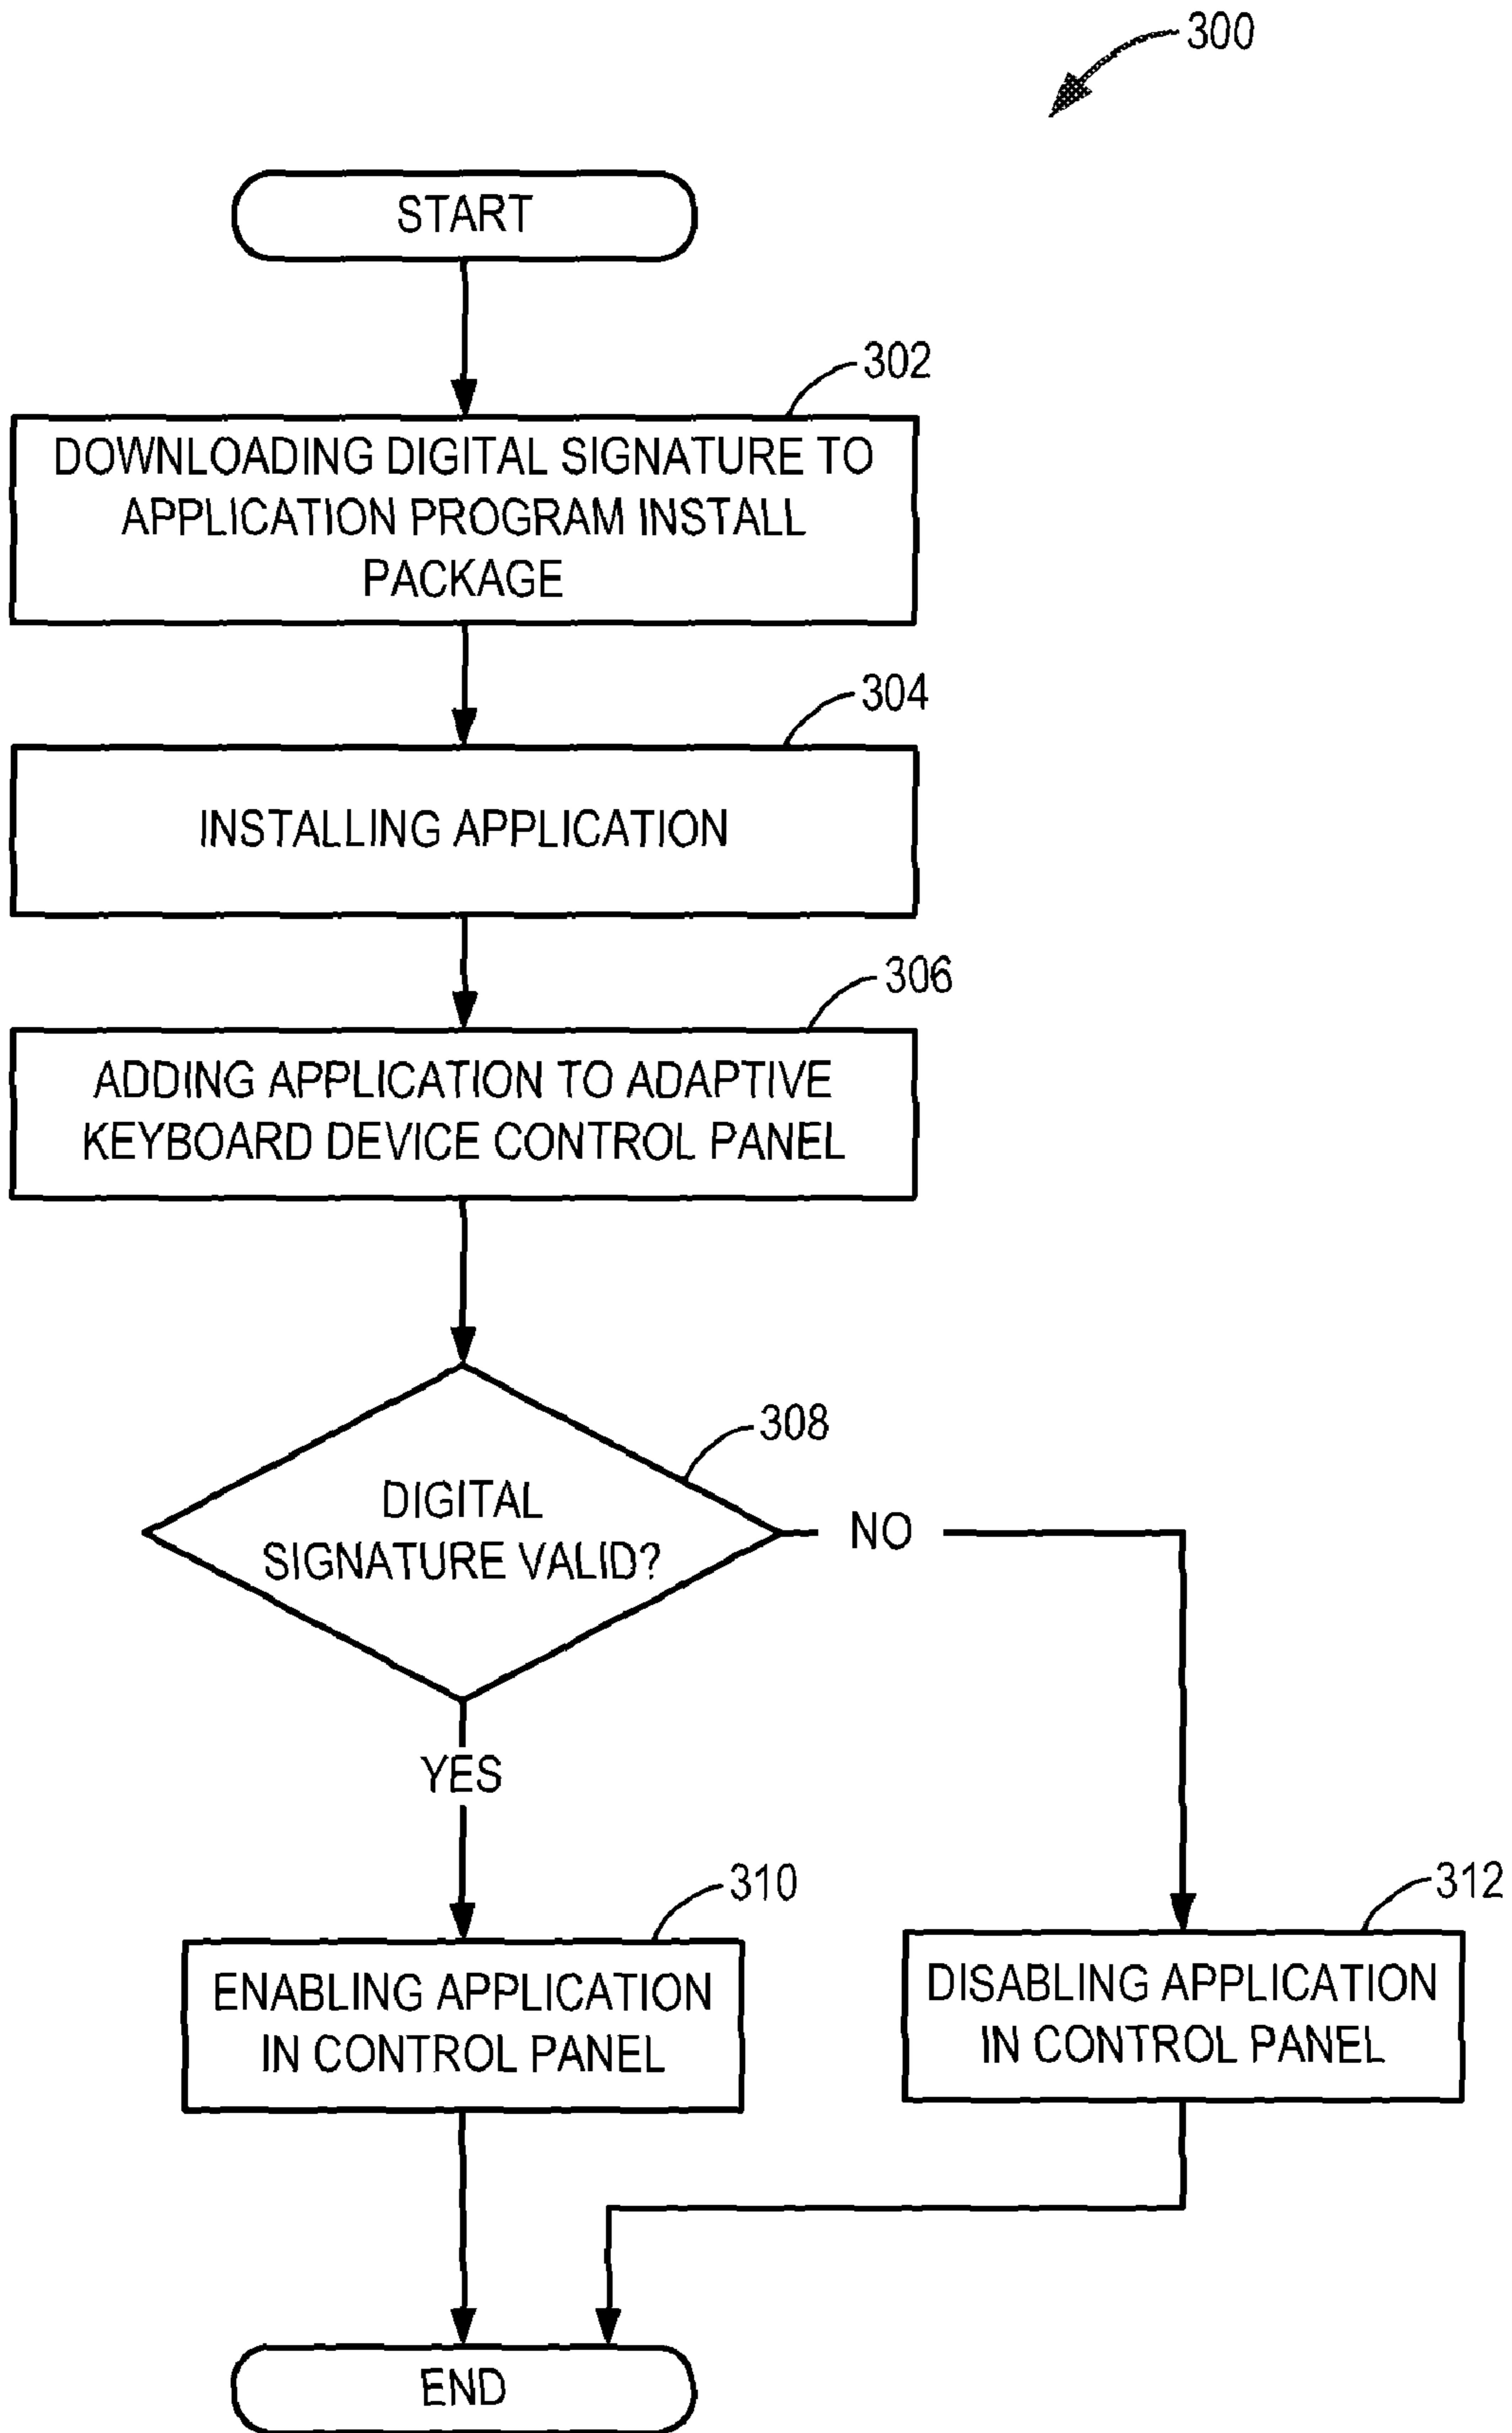 300
START
302
DOWNLOADING DIGITAL SIGNATURE TO
APPLICATION PROGRAM INSTALL
PACKAGE
304
INSTALLING APPLICATION
306
ADDING APPLICATION TO ADAPTIVE
KEYBOARD DEVICE CONTROL PANEL
308
DIGITAL
SIGNATURE VALID?
NO
YES
310
ENABLING APPLICATION
IN CONTROL PANEL
312
DISABLING APPLICATION
IN CONTROL PANEL
END